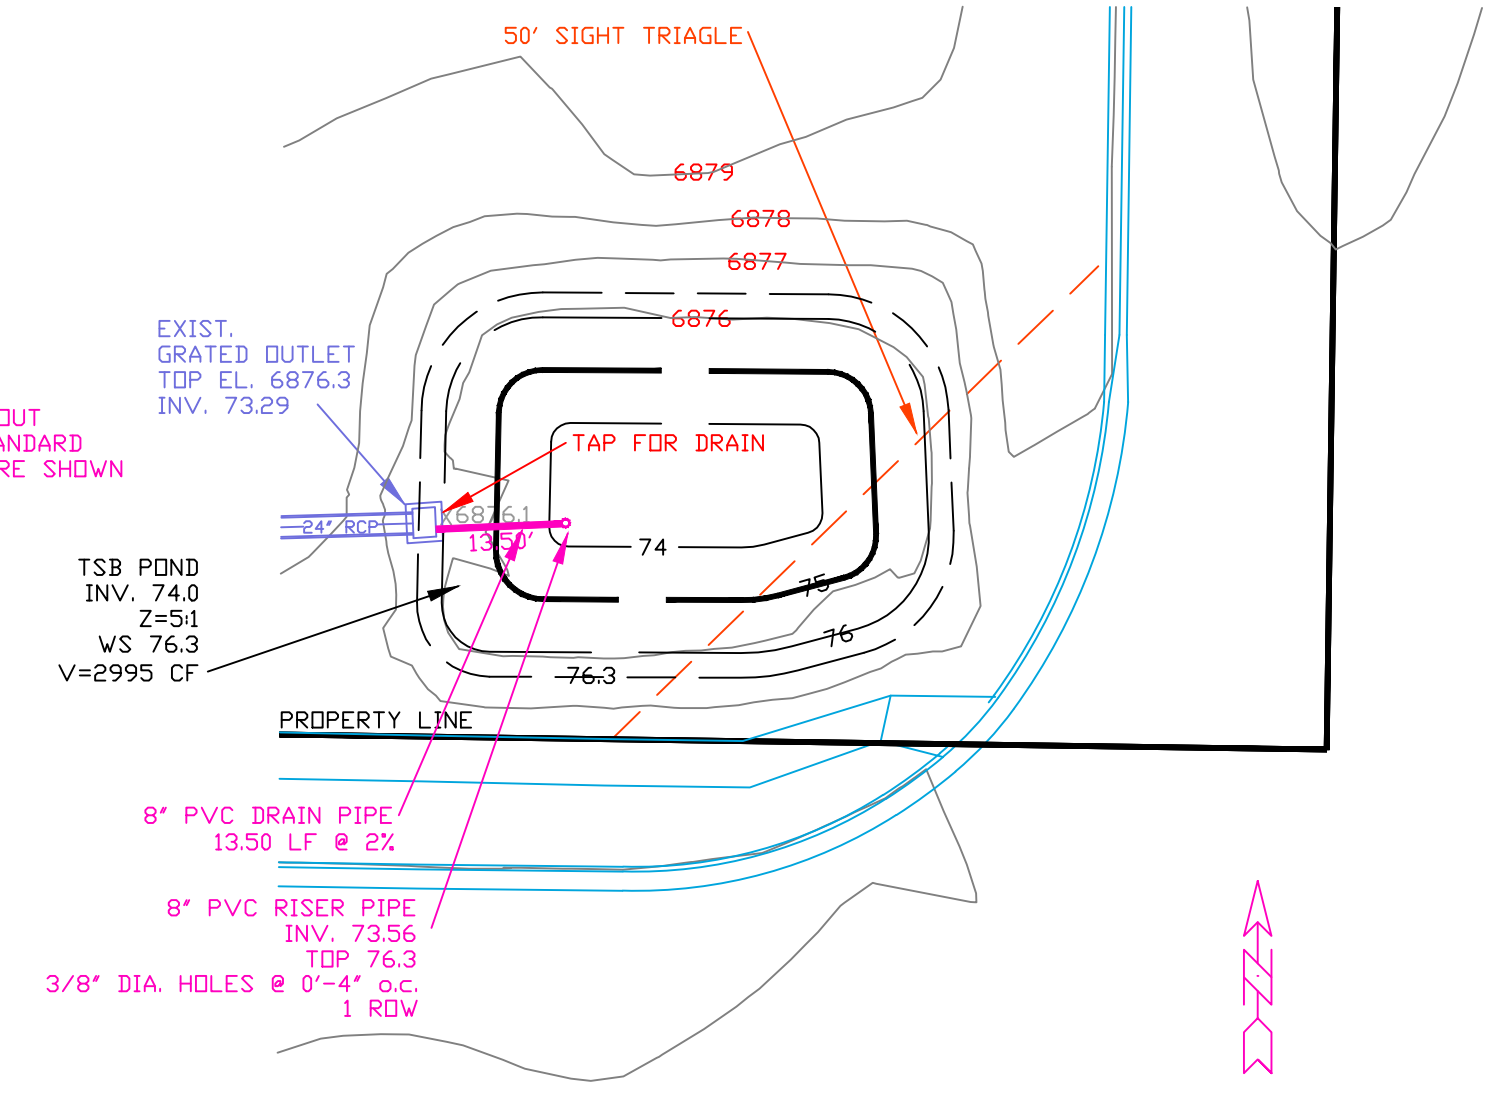 50' SIGHT TRIAGLE
6879
6878
6877
6876
EXIST.
GRATED OUTLET
TOP EL. 6876.3
INV. 73.29
OUT
ANDARD
RE SHOWN
TAP FOR DRAIN
X6876.1
24" RCP
13.50'
74
TSB POND
INV. 74.0
Z=5:1
WS 76.3
V=2995 CF
75
76
76.3
PROPERTY LINE
8" PVC DRAIN PIPE
13.50 LF @ 2%
8" PVC RISER PIPE
INV. 73.56
TOP 76.3
3/8" DIA. HOLES @ 0'-4" o.c.
1 ROW
N